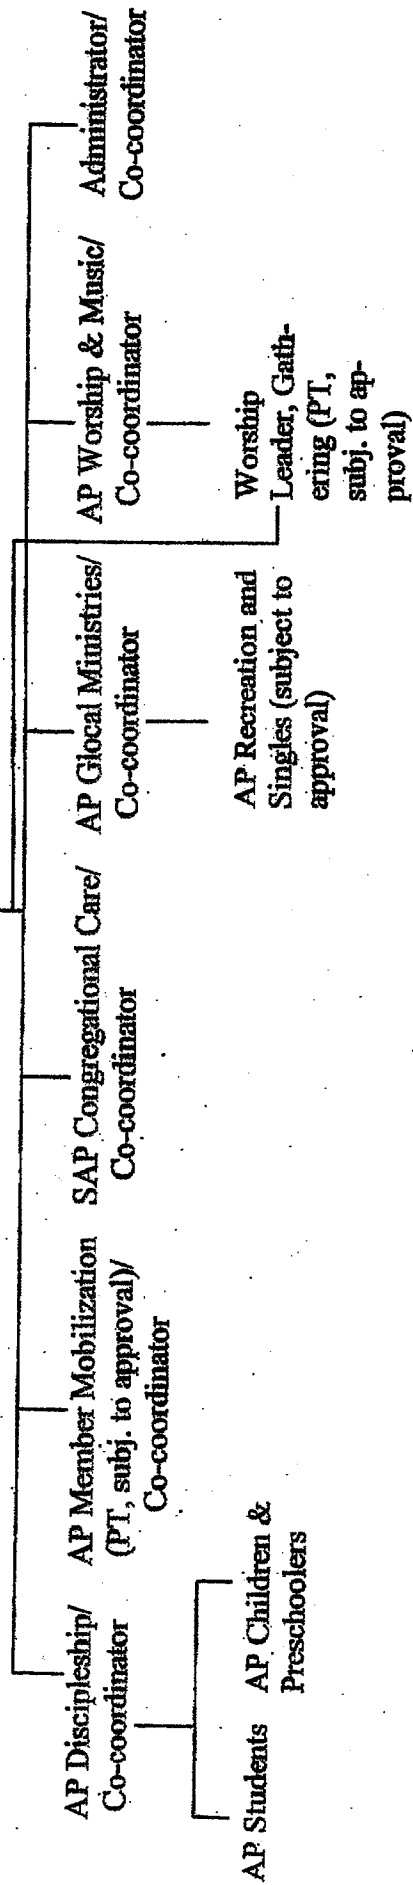 AP Discipleship/
Co-coordinator
AP Member Mobilization
(PT, subj. to approval)/
Co-coordinator
SAP Congregational Care/
Co-coordinator
AP Glocal Ministries/
Co-coordinator
AP Worship & Music/
Co-coordinator
Administrator/
Co-coordinator
AP Students
AP Children &
Preschoolers
AP Recreation and
Singles (subject to
approval)
Worship
Leader, Gath-
ering (PT,
subj. to ap-
proval)